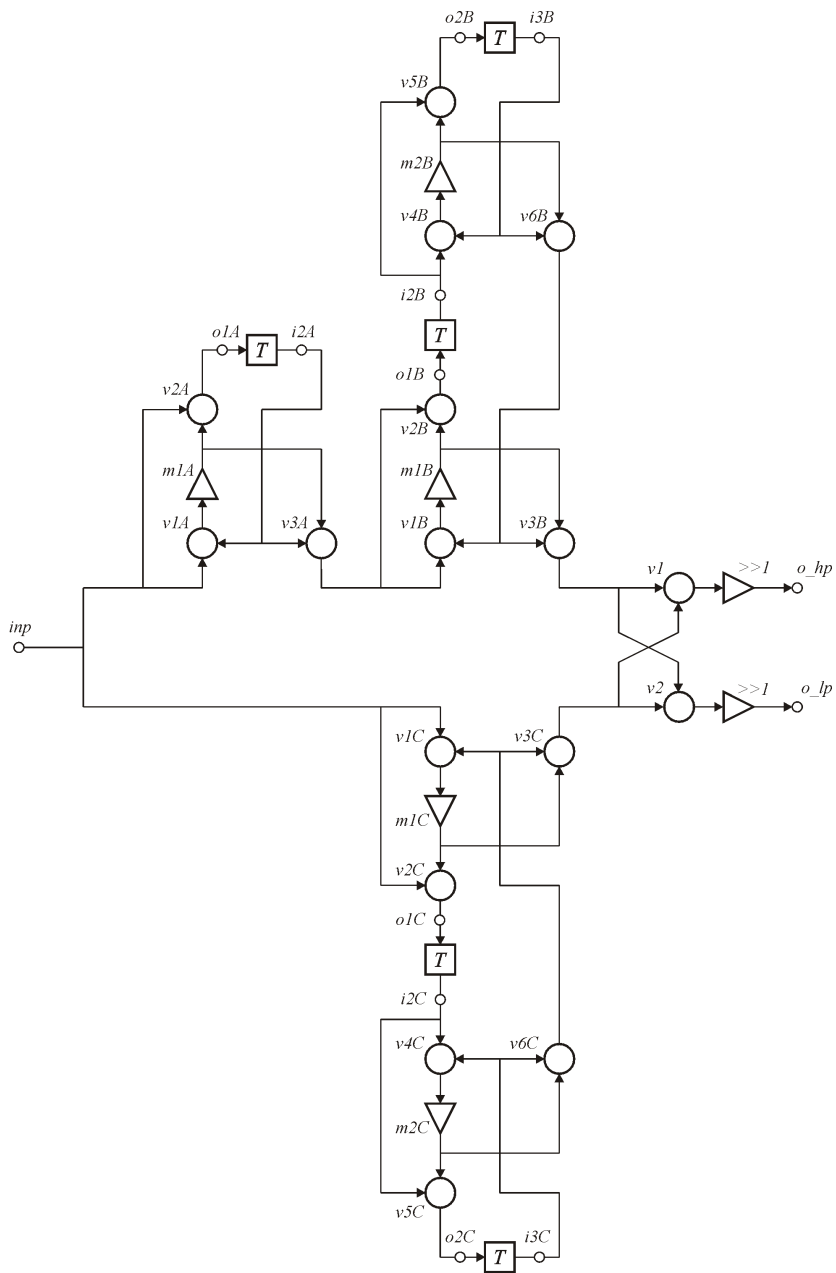 o2B
i3B
T
v5B
m2B
v4B
v6B
i2B
T
o1A
i2A
T
o1B
v2A
v2B
m1A
m1B
v1A
v3A
v1B
v3B
v1
>>1
o_hp
inp
v2
>>1
o_lp
v1C
v3C
m1C
v2C
o1C
T
i2C
v4C
v6C
m2C
v5C
o2C
i3C
T